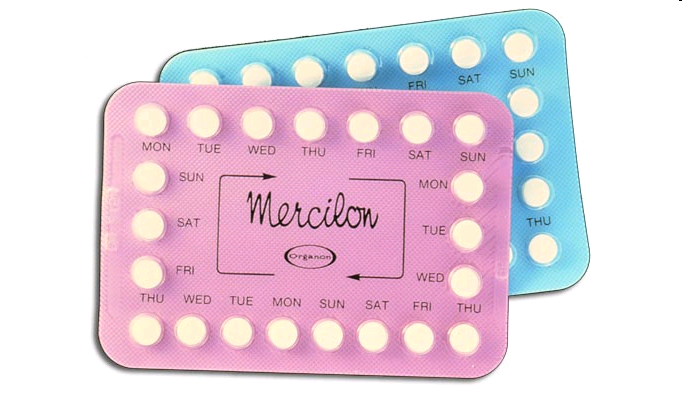 FRI SAT SUN
MON TUE WED THU FRI SAT SUN
SUN MON
Mercilon
SAT TUE
THU
Organon
FRI WED
THU WED TUE MON SUN SAT FRI THU